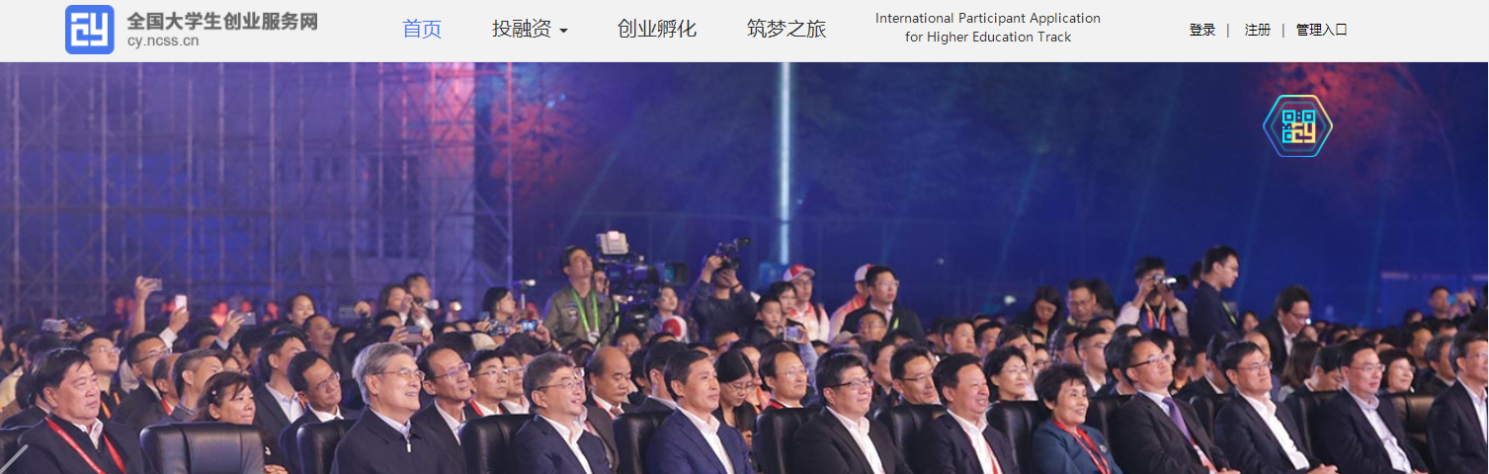 全国大学生创业服务网
cy.ncss.cn
首页
投融资
创业孵化
筑梦之旅
International Participant Application
for Higher Education Track
登录 | 注册 | 管理入口